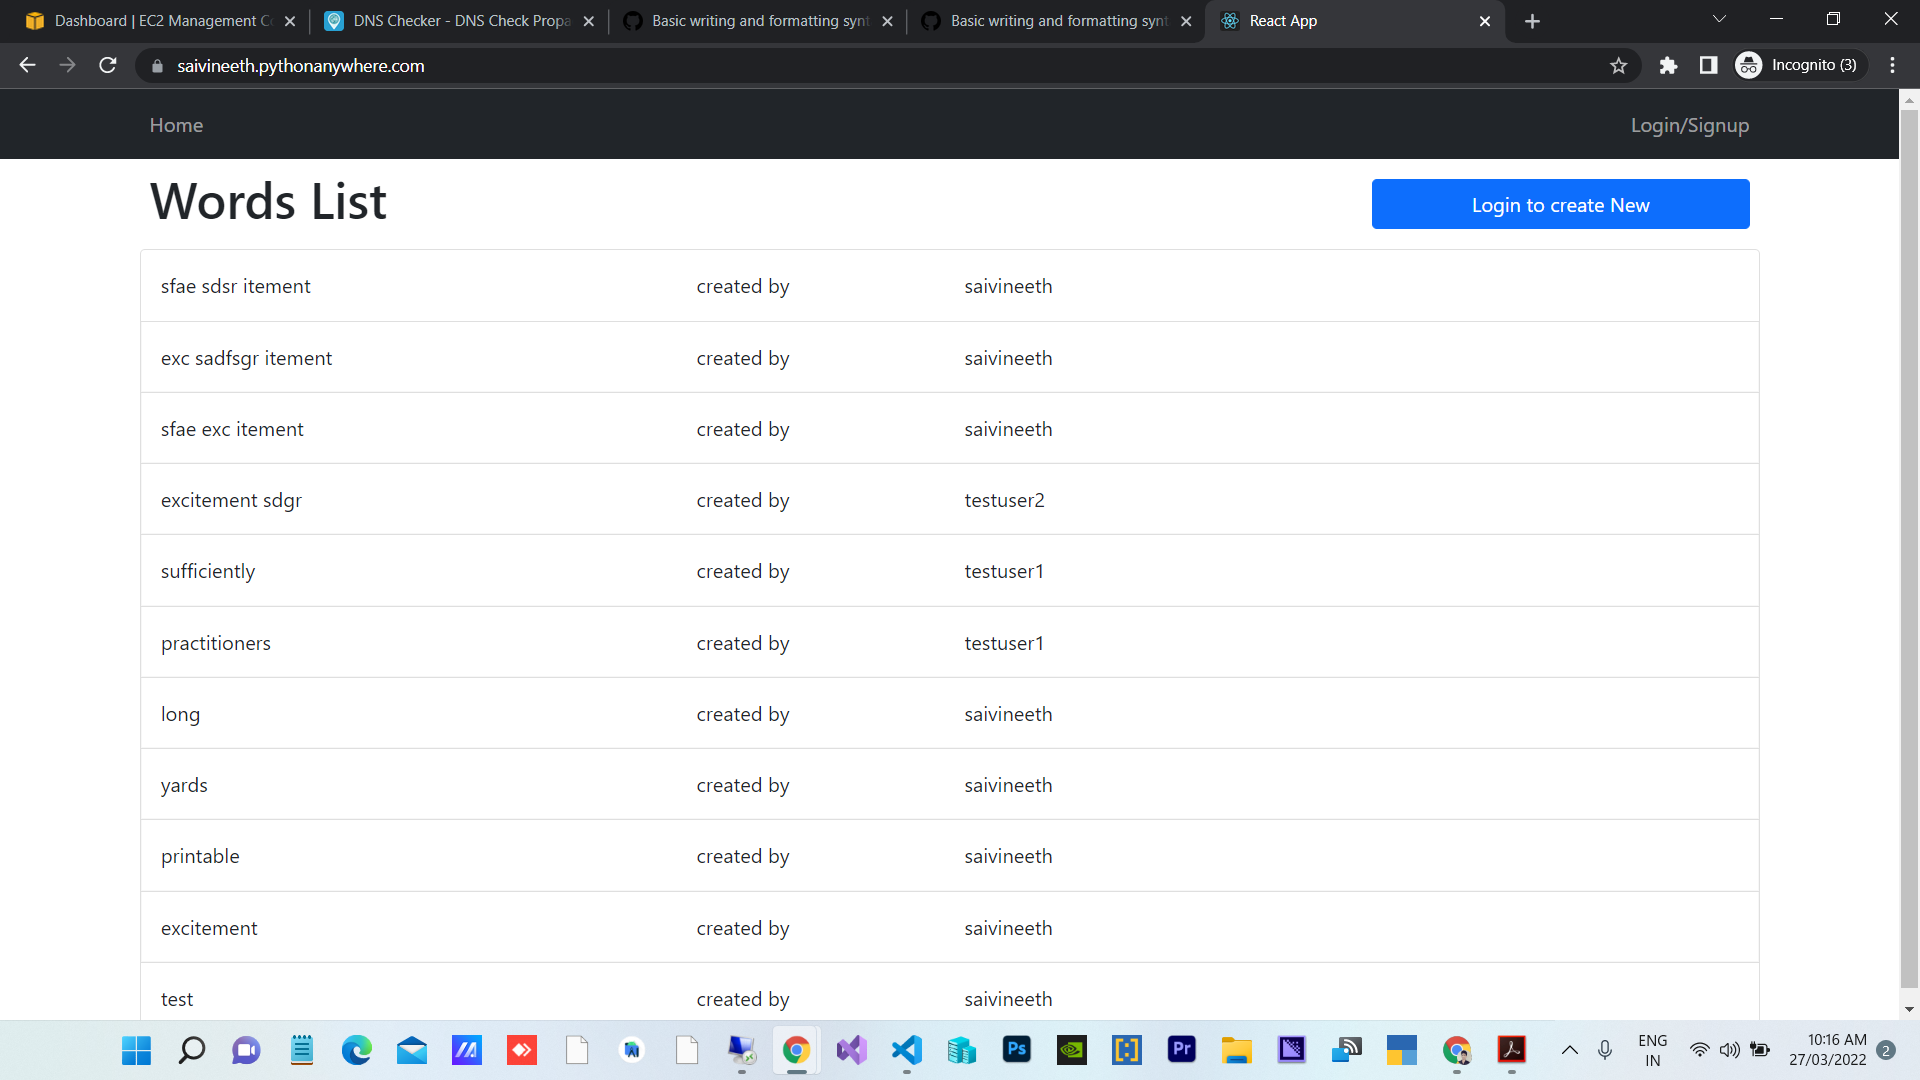 Dashboard | EC2 Management Co
DNS Checker - DNS Check Propa
Basic writing and formatting synt
Basic writing and formatting synt
React App
saivineeth.pythonanywhere.com
Incognito (3)
Home
Login/Signup
Words List
Login to create New
sfae sdsr itement created by saivineeth
exc sadfsgr itement created by saivineeth
sfae exc itement created by saivineeth
excitement sdgr created by testuser2
sufficiently created by testuser1
practitioners created by testuser1
long created by saivineeth
yards created by saivineeth
printable created by saivineeth
excitement created by saivineeth
test created by saivineeth
Ps
Pr
ENG
IN
10:16 AM
27/03/2022
2